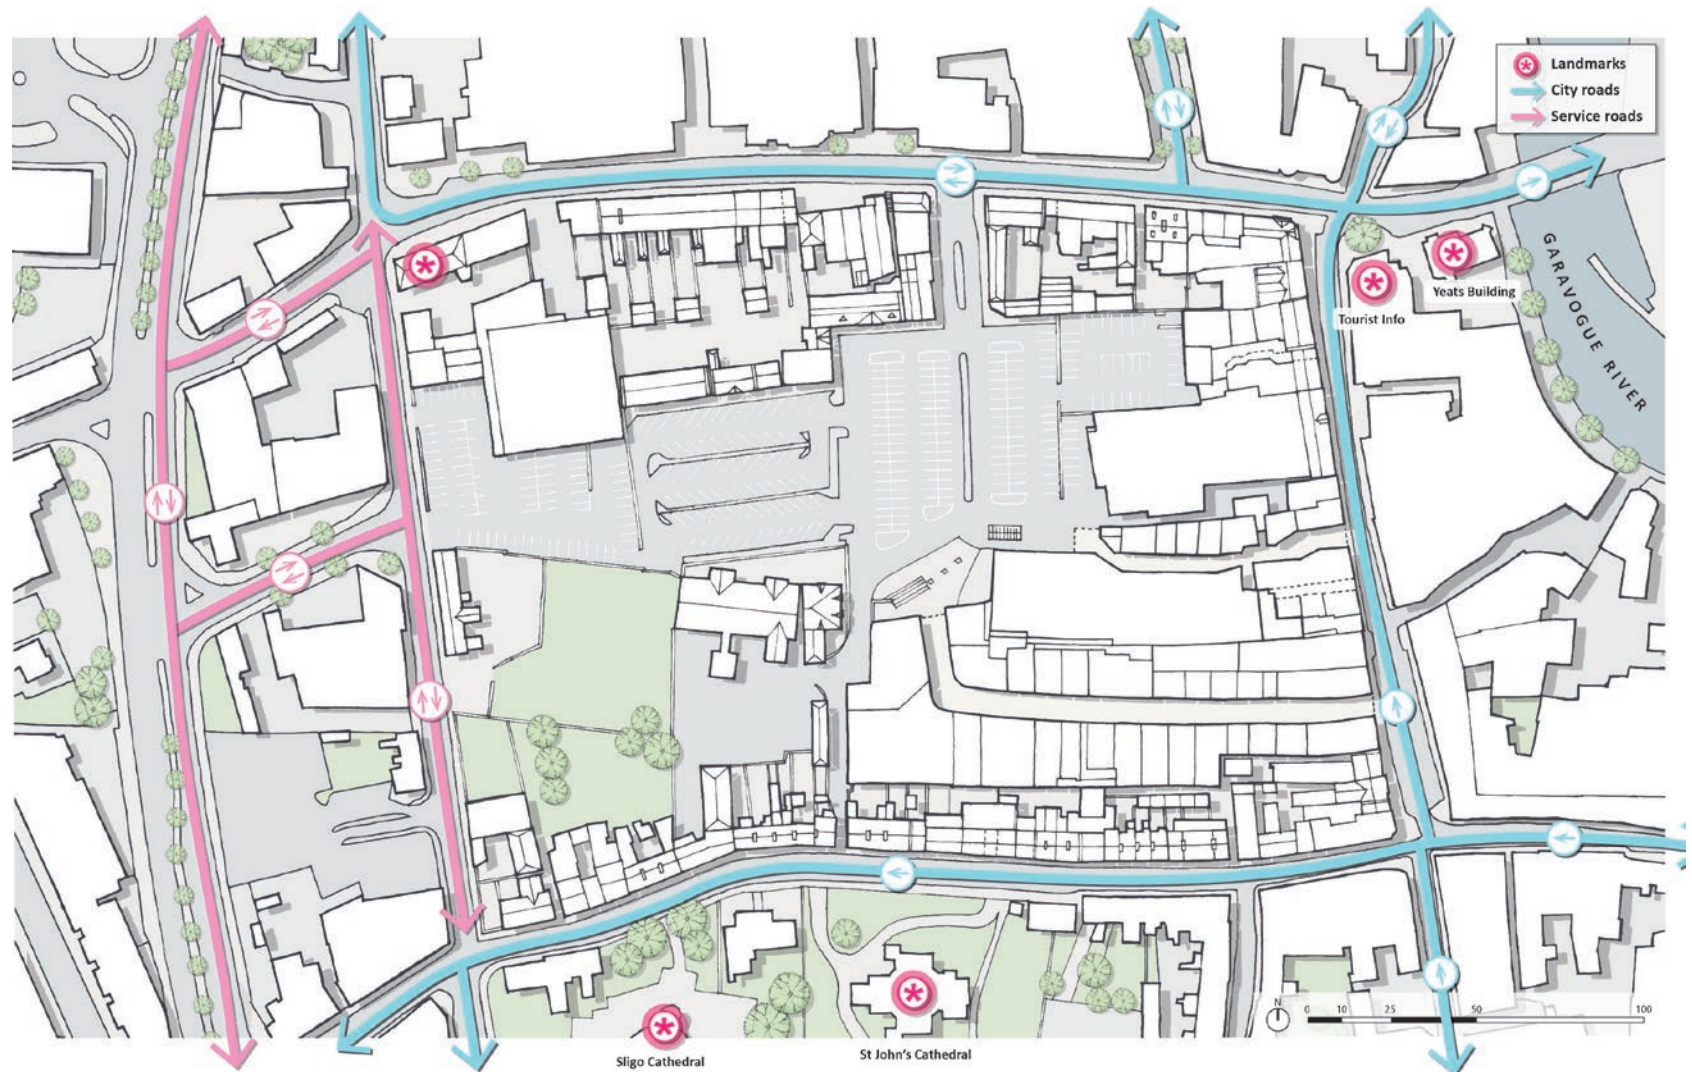 Landmarks
City roads
Service roads
Yeats Building
Tourist Info
GARAVOGUE RIVER
N
0 10 25 50 100
Sligo Cathedral
St John's Cathedral